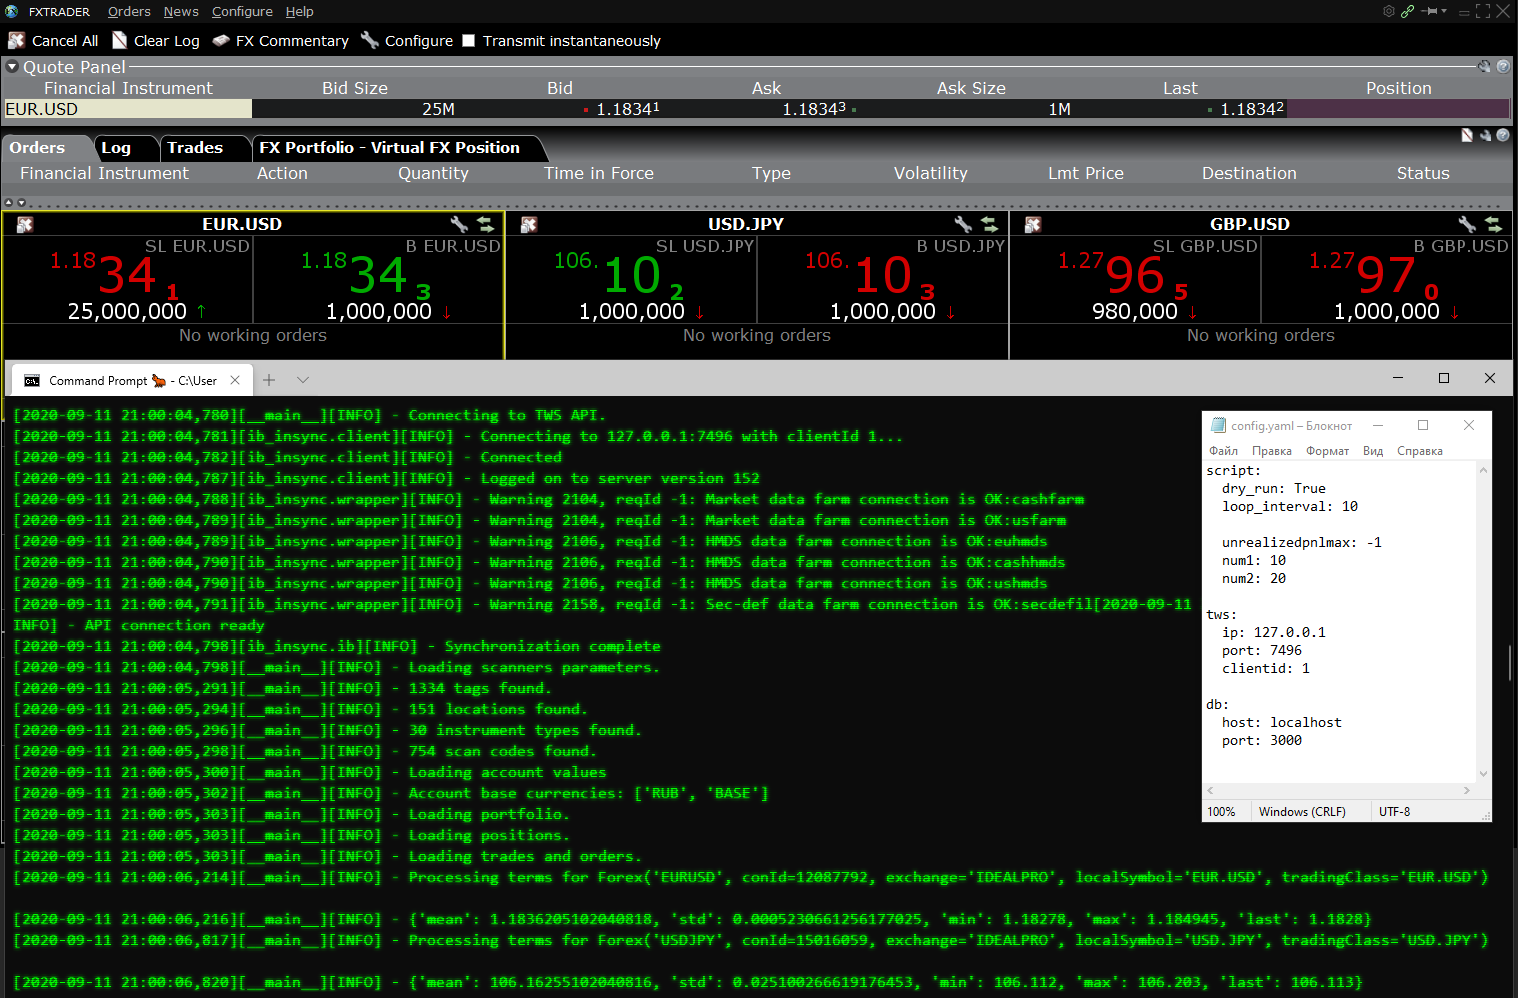 FXTRADER Orders News Configure Help
Cancel All Clear Log FX Commentary Configure Transmit instantaneously
Quote Panel
Financial Instrument Bid Size Bid Ask Ask Size Last Position
EUR.USD 25M 1.1834¹ 1.1834³ 1M 1.1834²
Orders Log Trades FX Portfolio - Virtual FX Position
Financial Instrument Action Quantity Time in Force Type Volatility Lmt Price Destination Status
EUR.USD USD.JPY GBP.USD
SL EUR.USD B EUR.USD SL USD.JPY B USD.JPY SL GBP.USD B GBP.USD
1.18 34 1 1.18 34 3 106. 10 2 106. 10 3 1.27 96 5 1.27 97 0
25,000,000 ↑ 1,000,000 ↓ 1,000,000 ↓ 1,000,000 ↓ 980,000 ↓ 1,000,000 ↓
No working orders No working orders No working orders
Command Prompt - C:\User
[2020-09-11 21:00:04,780][__main__][INFO] - Connecting to TWS API.
[2020-09-11 21:00:04,781][ib_insync.client][INFO] - Connecting to 127.0.0.1:7496 with clientId 1...
[2020-09-11 21:00:04,782][ib_insync.client][INFO] - Connected
[2020-09-11 21:00:04,787][ib_insync.client][INFO] - Logged on to server version 152
[2020-09-11 21:00:04,788][ib_insync.wrapper][INFO] - Warning 2104, reqId -1: Market data farm connection is OK:cashfarm
[2020-09-11 21:00:04,789][ib_insync.wrapper][INFO] - Warning 2104, reqId -1: Market data farm connection is OK:usfarm
[2020-09-11 21:00:04,789][ib_insync.wrapper][INFO] - Warning 2106, reqId -1: HMDS data farm connection is OK:euhmds
[2020-09-11 21:00:04,790][ib_insync.wrapper][INFO] - Warning 2106, reqId -1: HMDS data farm connection is OK:cashhmds
[2020-09-11 21:00:04,790][ib_insync.wrapper][INFO] - Warning 2106, reqId -1: HMDS data farm connection is OK:ushmds
[2020-09-11 21:00:04,791][ib_insync.wrapper][INFO] - Warning 2158, reqId -1: Sec-def data farm connection is OK:secdefil[2020-09-11
INFO] - API connection ready
[2020-09-11 21:00:04,798][ib_insync.ib][INFO] - Synchronization complete
[2020-09-11 21:00:04,798][__main__][INFO] - Loading scanners parameters.
[2020-09-11 21:00:05,291][__main__][INFO] - 1334 tags found.
[2020-09-11 21:00:05,294][__main__][INFO] - 151 locations found.
[2020-09-11 21:00:05,296][__main__][INFO] - 30 instrument types found.
[2020-09-11 21:00:05,298][__main__][INFO] - 754 scan codes found.
[2020-09-11 21:00:05,300][__main__][INFO] - Loading account values
[2020-09-11 21:00:05,302][__main__][INFO] - Account base currencies: ['RUB', 'BASE']
[2020-09-11 21:00:05,303][__main__][INFO] - Loading portfolio.
[2020-09-11 21:00:05,303][__main__][INFO] - Loading positions.
[2020-09-11 21:00:05,303][__main__][INFO] - Loading trades and orders.
[2020-09-11 21:00:06,214][__main__][INFO] - Processing terms for Forex('EURUSD', conId=12087792, exchange='IDEALPRO', localSymbol='EUR.USD', tradingClass='EUR.USD')
[2020-09-11 21:00:06,216][__main__][INFO] - {'mean': 1.1836205102040818, 'std': 0.0005230661256177025, 'min': 1.18278, 'max': 1.184945, 'last': 1.1828}
[2020-09-11 21:00:06,817][__main__][INFO] - Processing terms for Forex('USDJPY', conId=15016059, exchange='IDEALPRO', localSymbol='USD.JPY', tradingClass='USD.JPY')
[2020-09-11 21:00:06,820][__main__][INFO] - {'mean': 106.16255102040816, 'std': 0.025100266619176453, 'min': 106.112, 'max': 106.203, 'last': 106.113}
config.yaml – Блокнот
Файл Правка Формат Вид Справка
script:
dry_run: True
loop_interval: 10
unrealizedpnlmax: -1
num1: 10
num2: 20
tws:
ip: 127.0.0.1
port: 7496
clientid: 1
db:
host: localhost
port: 3000
100% Windows (CRLF) UTF-8